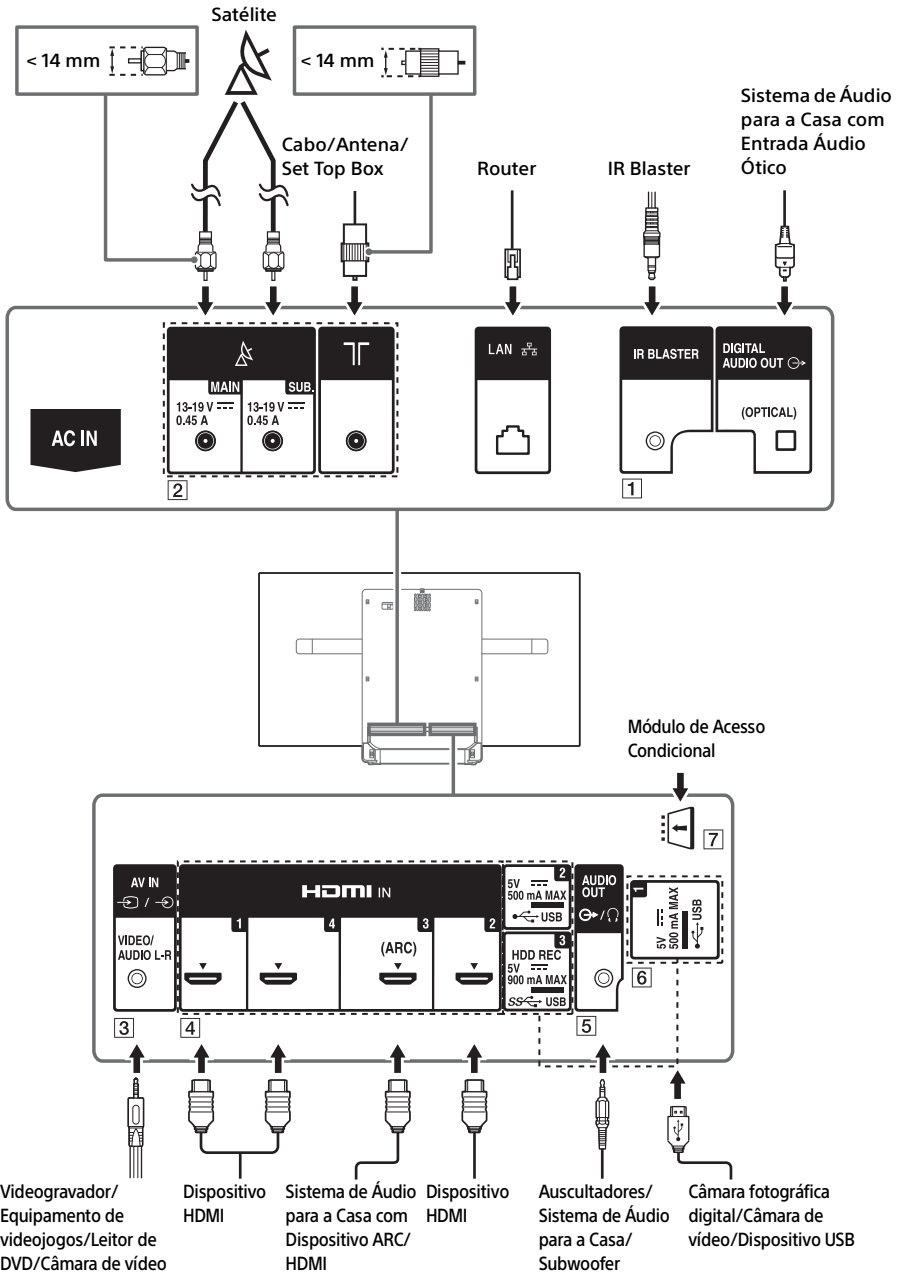 Satélite
< 14 mm
< 14 mm
Sistema de Áudio
para a Casa com
Entrada Áudio
Ótico
Cabo/Antena/
Set Top Box
Router
IR Blaster
AC IN
MAIN
13-19 V
0.45 A
SUB.
13-19 V
0.45 A
2
LAN
IR BLASTER
1
DIGITAL
AUDIO OUT
(OPTICAL)
Módulo de Acesso
Condicional
7
AV IN
VIDEO/
AUDIO L-R
3
HDMI IN
1
4
3
(ARC)
2
4
2
5V
500 mA MAX
USB
3
HDD REC
5V
900 mA MAX
SS USB
AUDIO
OUT
5
1
5V
500 mA MAX
USB
6
Videogravador/
Equipamento de
videojogos/Leitor de
DVD/Câmara de vídeo
Dispositivo
HDMI
Sistema de Áudio
para a Casa com
Dispositivo ARC/
HDMI
Dispositivo
HDMI
Auscultadores/
Sistema de Áudio
para a Casa/
Subwoofer
Câmara fotográfica
digital/Câmara de
vídeo/Dispositivo USB